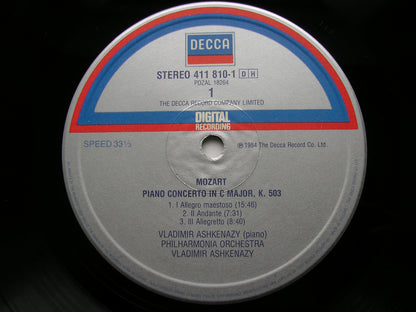 DECCA
STEREO 411 810-1 DH
PDZAL 18294
1
THE DECCA RECORD COMPANY LIMITED
DIGITAL
RECORDING
SPEED 33⅓
℗ 1984 The Decca Record Co. Ltd.
MOZART
PIANO CONCERTO IN C MAJOR, K. 503
1. I Allegro maestoso (15:46)
2. II Andante (7:31)
3. III Allegretto (8:40)
VLADIMIR ASHKENAZY (piano)
PHILHARMONIA ORCHESTRA
VLADIMIR ASHKENAZY